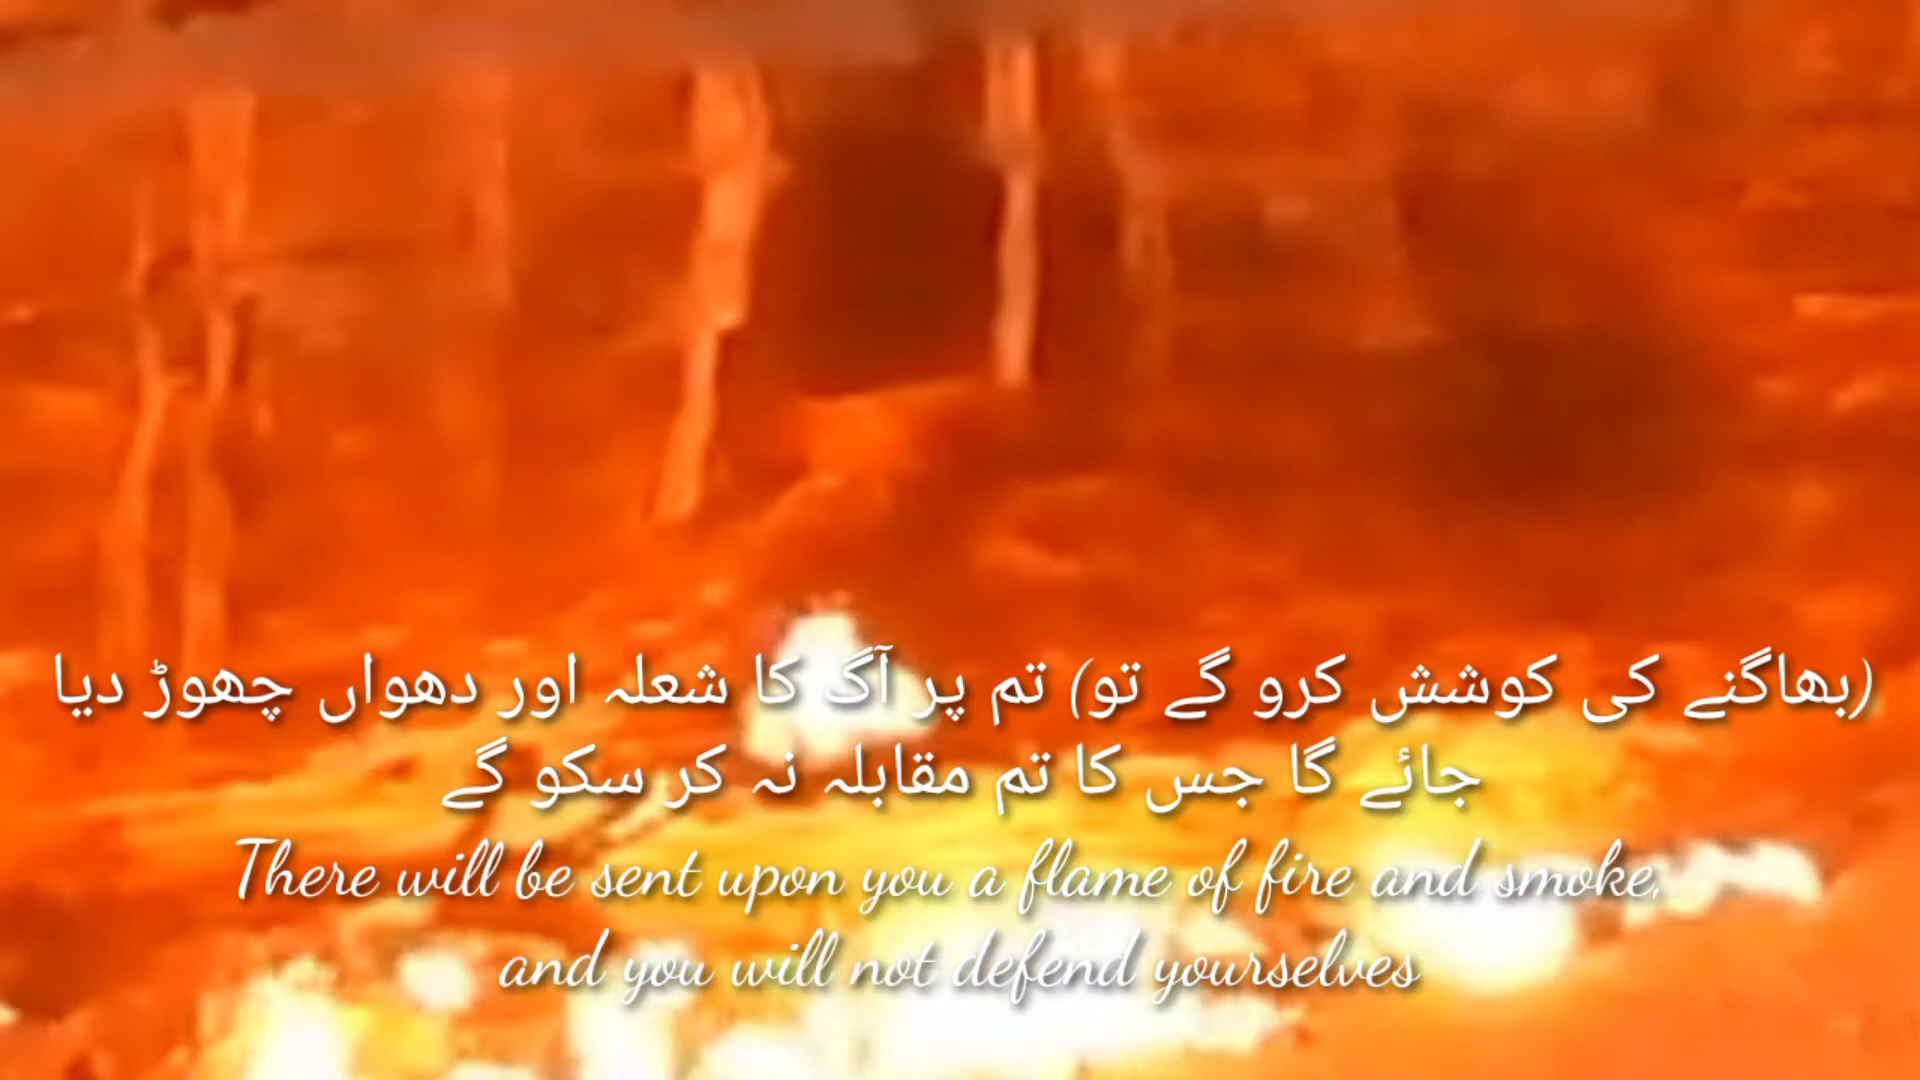 (بھاگنے کی کوشش کرو گے تو) تم پر آگ کا شعلہ اور دھواں چھوڑ دیا
جائے گا جس کا تم مقابلہ نہ کر سکو گے
There will be sent upon you a flame of fire and smoke,
and you will not defend yourselves